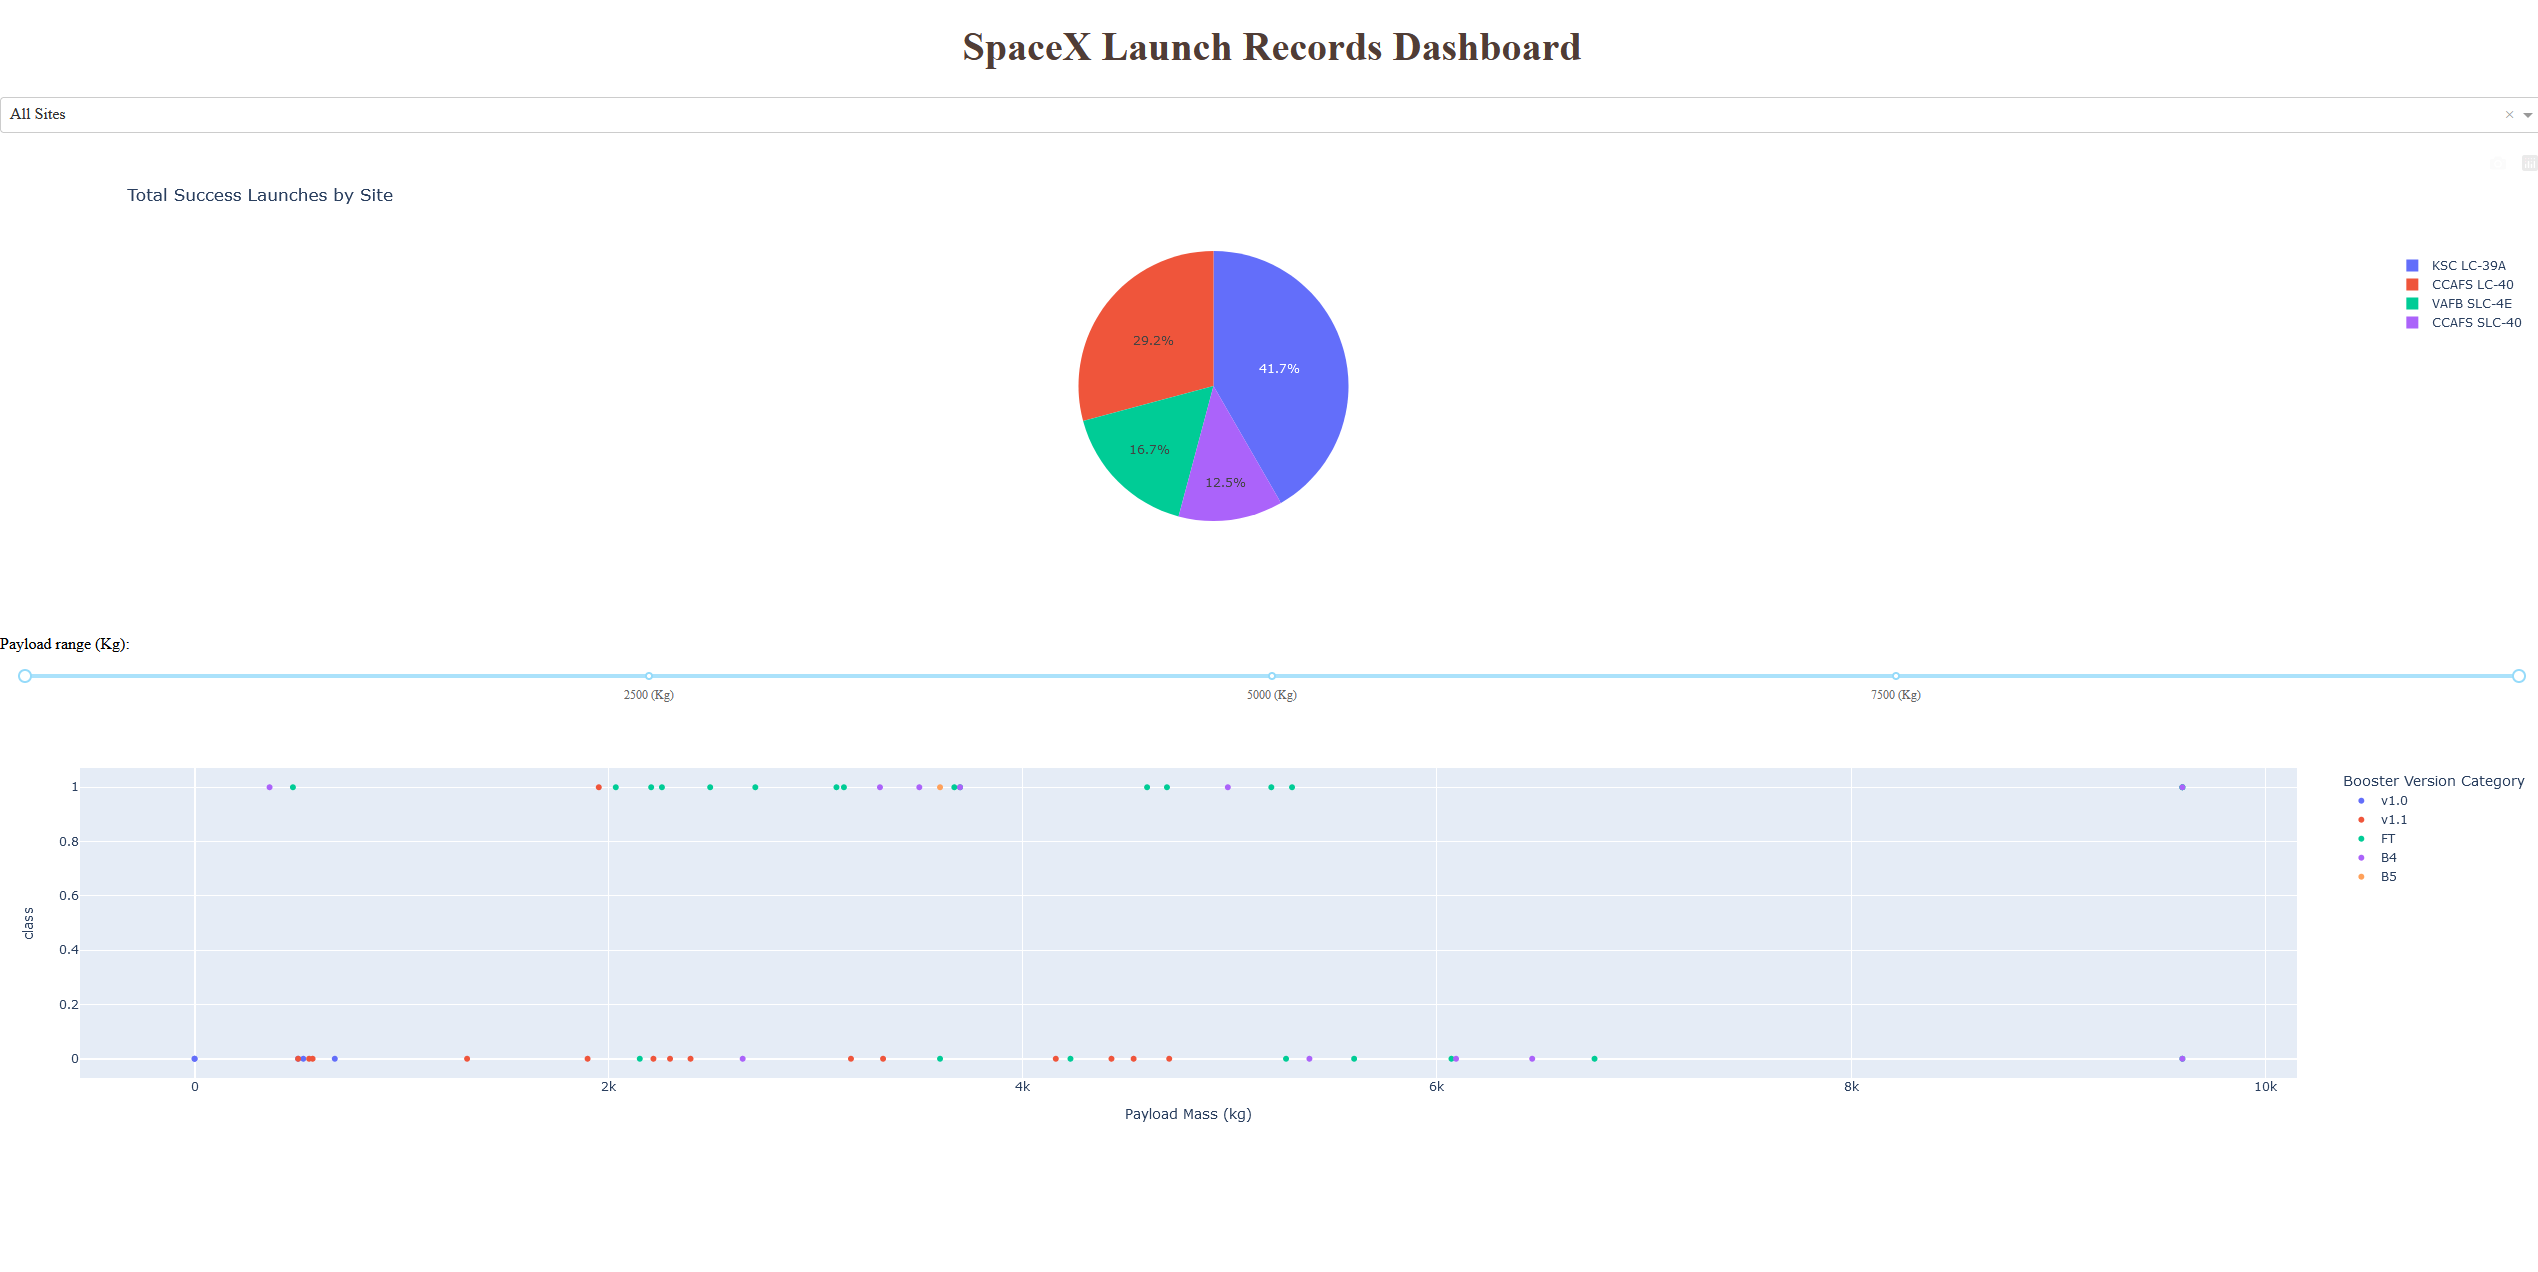 SpaceX Launch Records Dashboard
All Sites
Total Success Launches by Site
KSC LC-39A
CCAFS LC-40
VAFB SLC-4E
CCAFS SLC-40
29.2%
41.7%
16.7%
12.5%
Payload range (Kg):
2500 (Kg) 5000 (Kg) 7500 (Kg)
Booster Version Category
v1.0
v1.1
FT
B4
B5
1
0.8
0.6
0.4
0.2
0
class
0 2k 4k 6k 8k 10k
Payload Mass (kg)